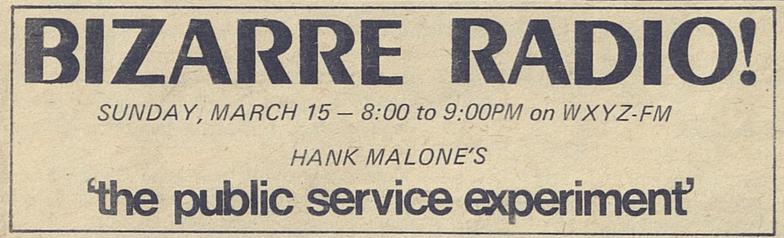 BIZARRE RADIO!
SUNDAY, MARCH 15 – 8:00 to 9:00PM on WXYZ-FM
HANK MALONE'S
'the public service experiment'